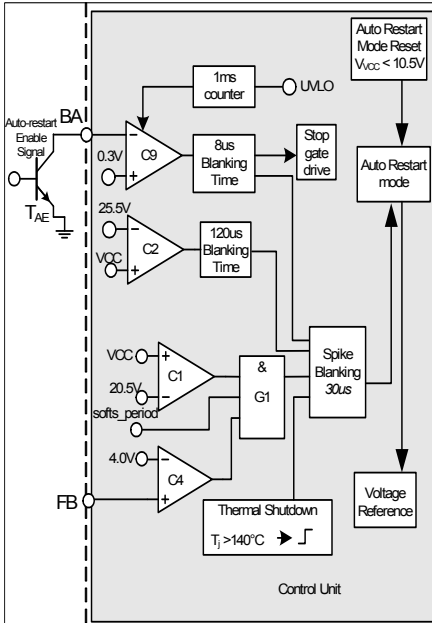 Auto Restart
Mode Reset
VVCC < 10.5V
1ms
counter
UVLO
BA
Auto-restart
Enable
Signal
TAE
0.3V
−
+
C9
8us
Blanking
Time
Stop
gate
drive
Auto Restart
mode
25.5V
−
VCC
+
C2
120us
Blanking
Time
VCC
+
20.5V
−
C1
softs_period
&
G1
Spike
Blanking
30us
4.0V
−
FB
+
C4
Thermal Shutdown
Tj >140°C
Voltage
Reference
Control Unit